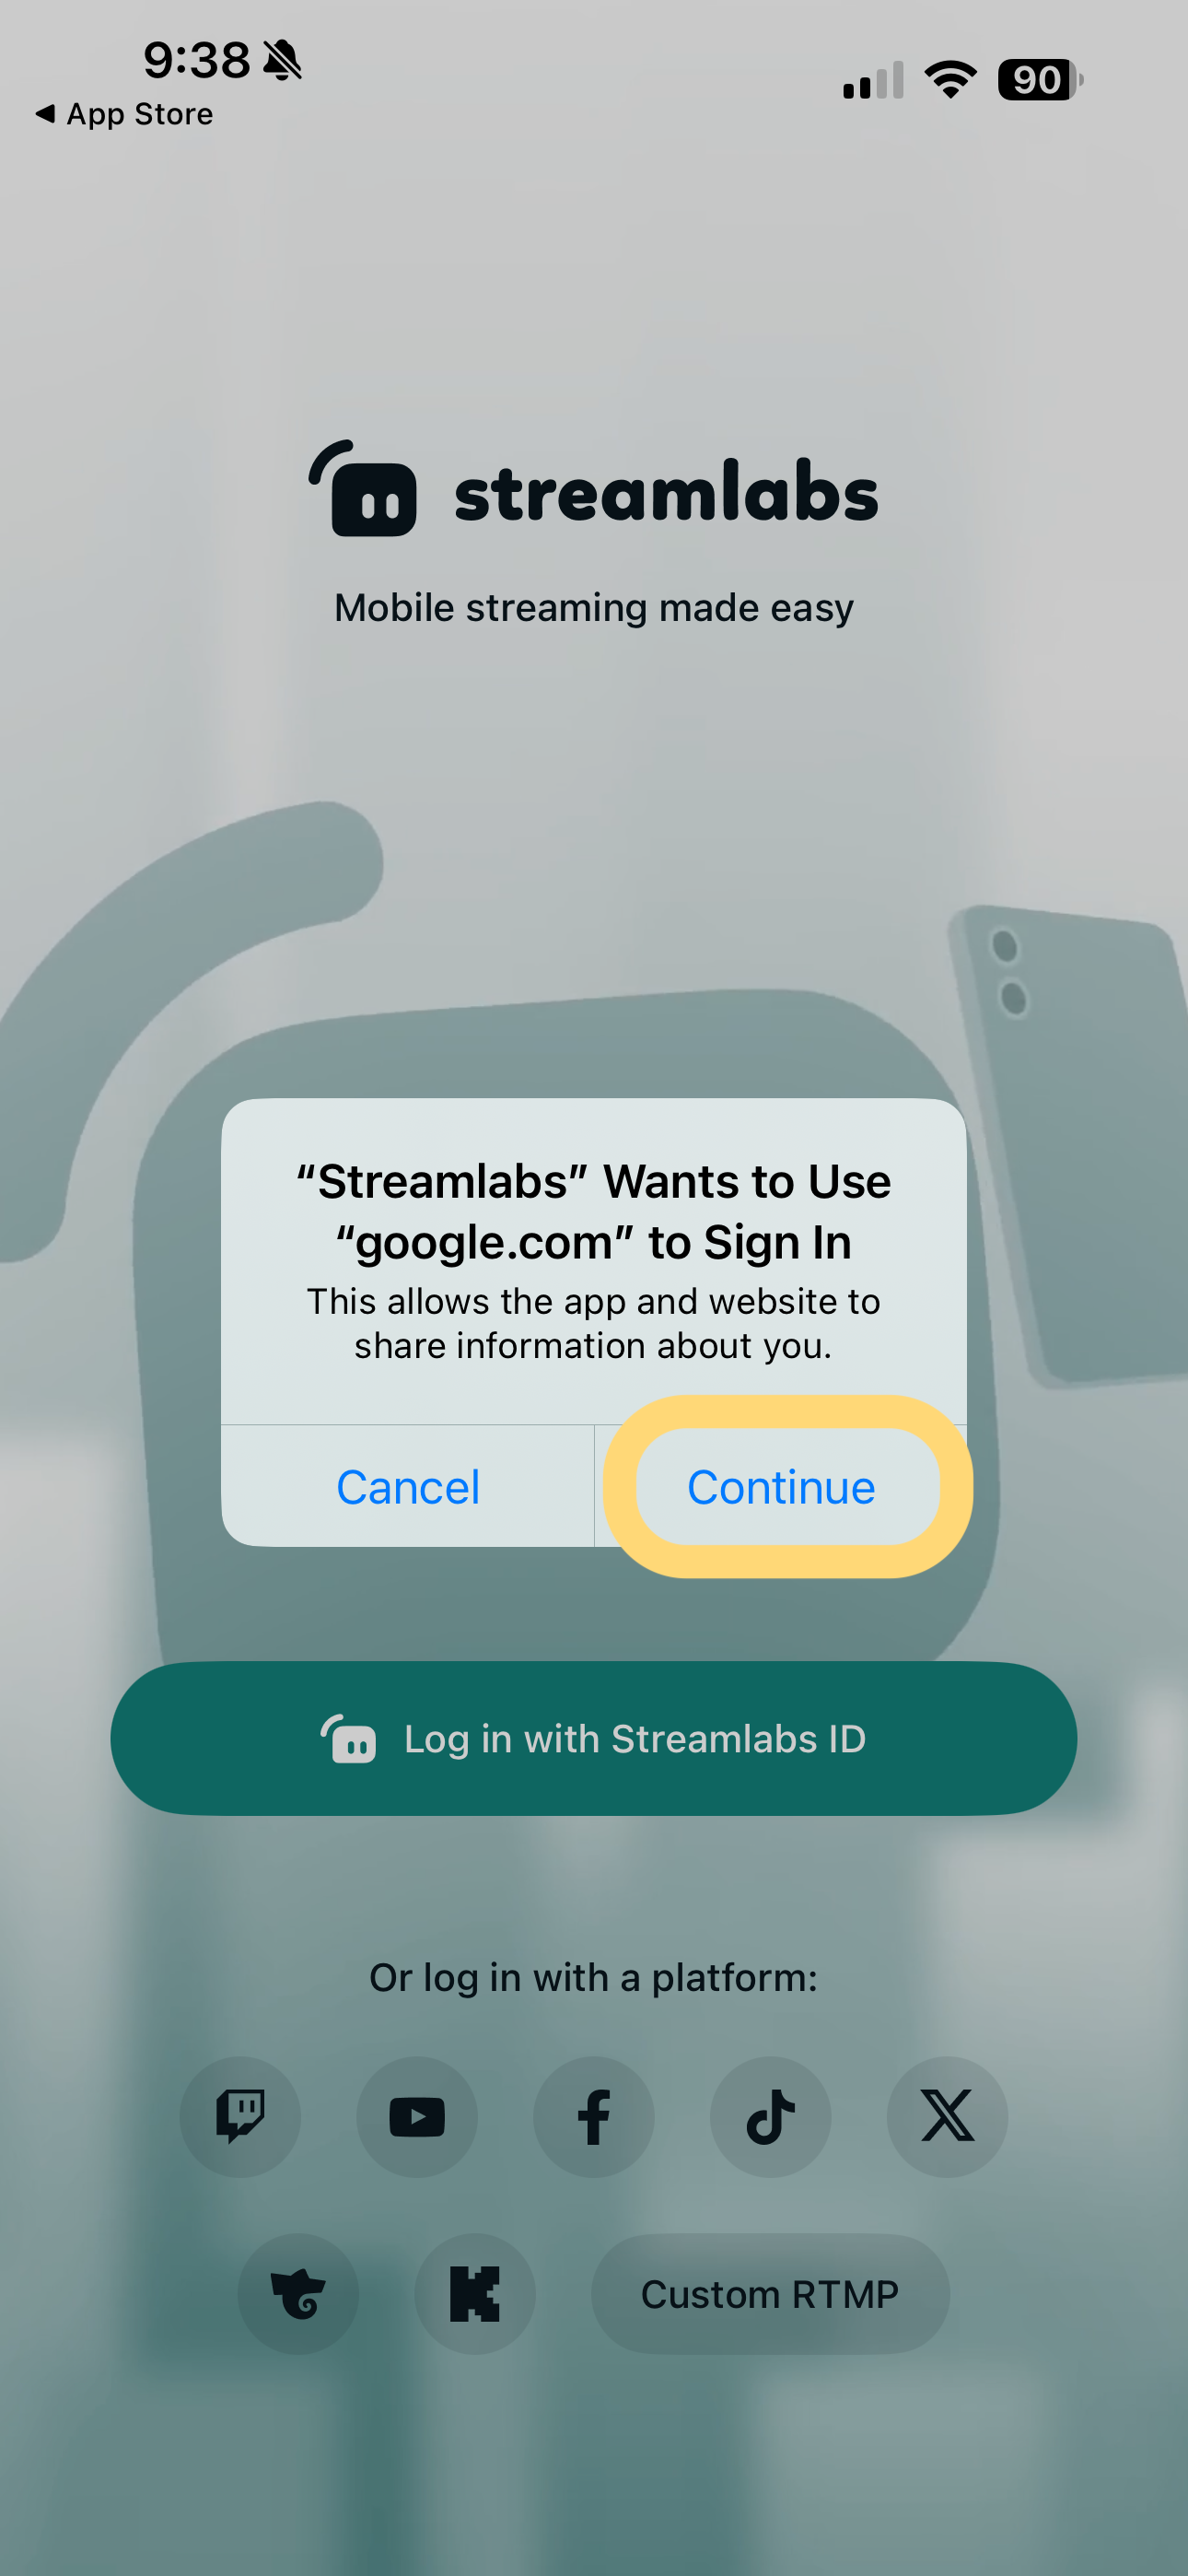 9:38
90
App Store
streamlabs
Mobile streaming made easy
“Streamlabs” Wants to Use
“google.com” to Sign In
This allows the app and website to
share information about you.
Cancel
Continue
Log in with Streamlabs ID
Or log in with a platform:
Custom RTMP